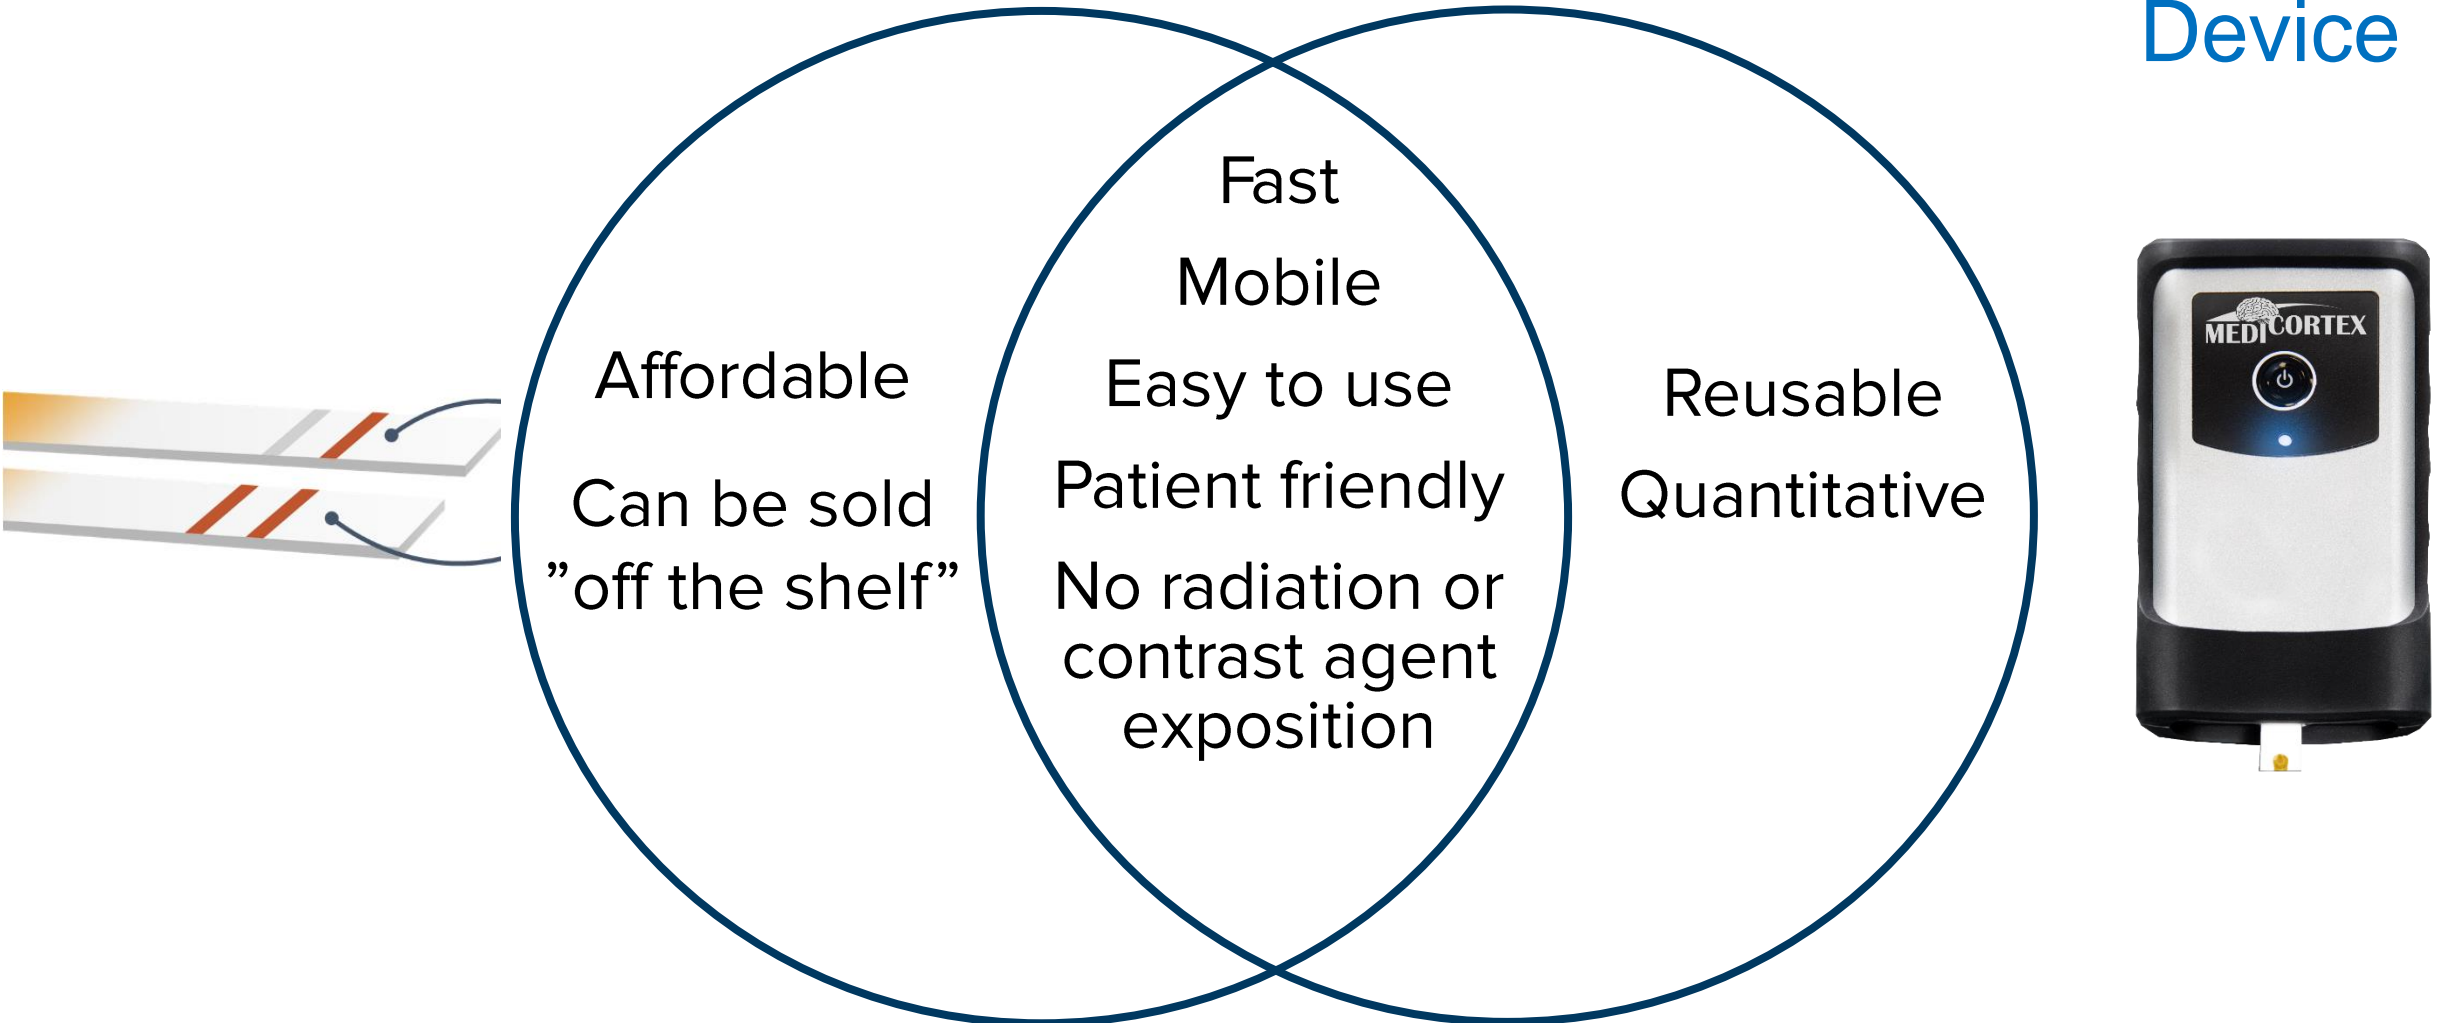 Device
Fast
Mobile
Easy to use
Patient friendly
No radiation or
contrast agent
exposition
Affordable
Can be sold
”off the shelf”
Reusable
Quantitative
MEDICORTEX